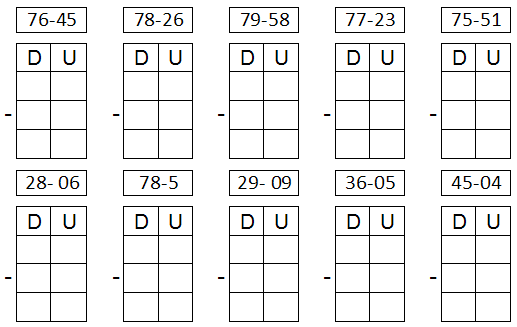 76-45 78-26 79-58 77-23 75-51
D U D U D U D U D U
- - - - -
28- 06 78-5 29- 09 36-05 45-04
D U D U D U D U D U
- - - - -